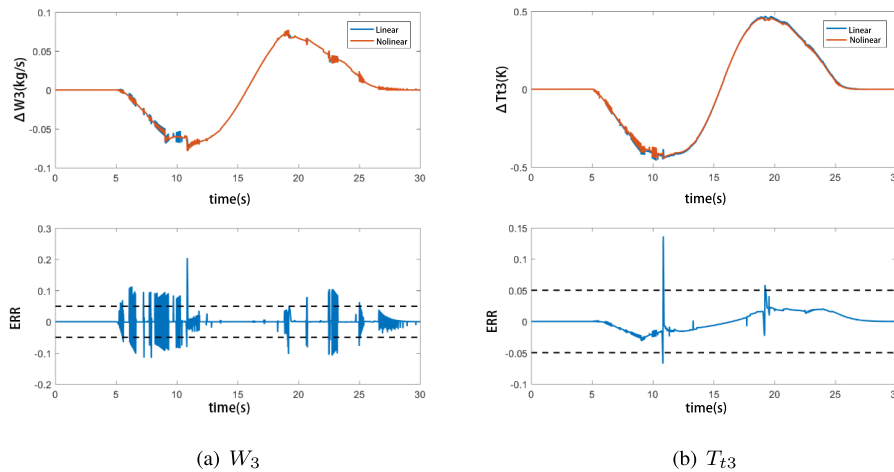 0.1
0.05
0
-0.05
-0.1
ΔW3(kg/s)
Linear
Nolinear
0 5 10 15 20 25 30
time(s)
0.5
0
-0.5
ΔTt3(K)
Linear
Nolinear
0 5 10 15 20 25 30
time(s)
0.3
0.2
0.1
0
-0.1
-0.2
ERR
0 5 10 15 20 25 30
time(s)
0.15
0.1
0.05
0
-0.05
-0.1
ERR
0 5 10 15 20 25 30
time(s)
(a) W3
(b) Tt3